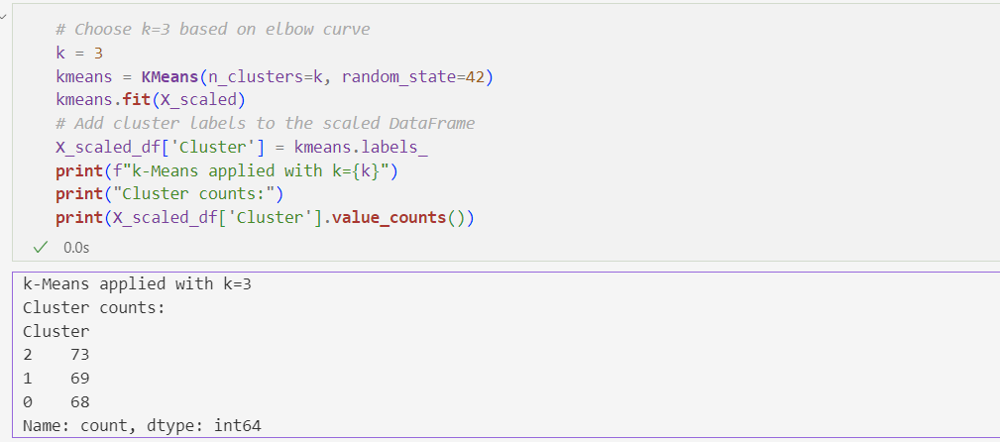 # Choose k=3 based on elbow curve
k = 3
kmeans = KMeans(n_clusters=k, random_state=42)
kmeans.fit(X_scaled)
# Add cluster labels to the scaled DataFrame
X_scaled_df['Cluster'] = kmeans.labels_
print(f"k-Means applied with k={k}")
print("Cluster counts:")
print(X_scaled_df['Cluster'].value_counts())
0.0s
k-Means applied with k=3
Cluster counts:
Cluster
2    73
1    69
0    68
Name: count, dtype: int64